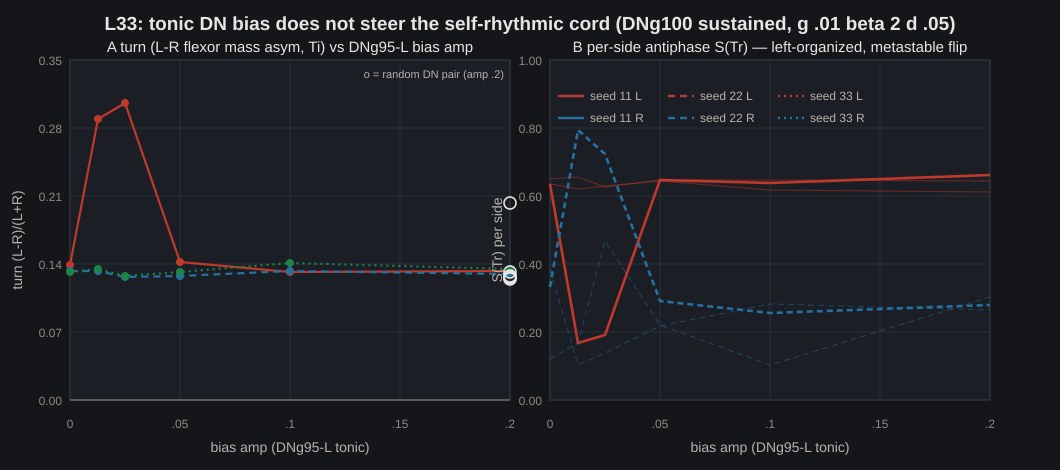 L33: tonic DN bias does not steer the self-rhythmic cord (DNg100 sustained, g .01 beta 2 d .05)
A turn (L-R flexor mass asym, Ti) vs DNg95-L bias amp
o = random DN pair (amp .2)
turn (L-R)/(L+R)
0.35
0.28
0.21
0.14
0.07
0.00
0
.05
.1
.15
.2
bias amp (DNg95-L tonic)
B per-side antiphase S(Tr) — left-organized, metastable flip
seed 11 L
seed 22 L
seed 33 L
seed 11 R
seed 22 R
seed 33 R
S(Tr) per side
1.00
0.80
0.60
0.40
0.20
0.00
0
.05
.1
.15
.2
bias amp (DNg95-L tonic)